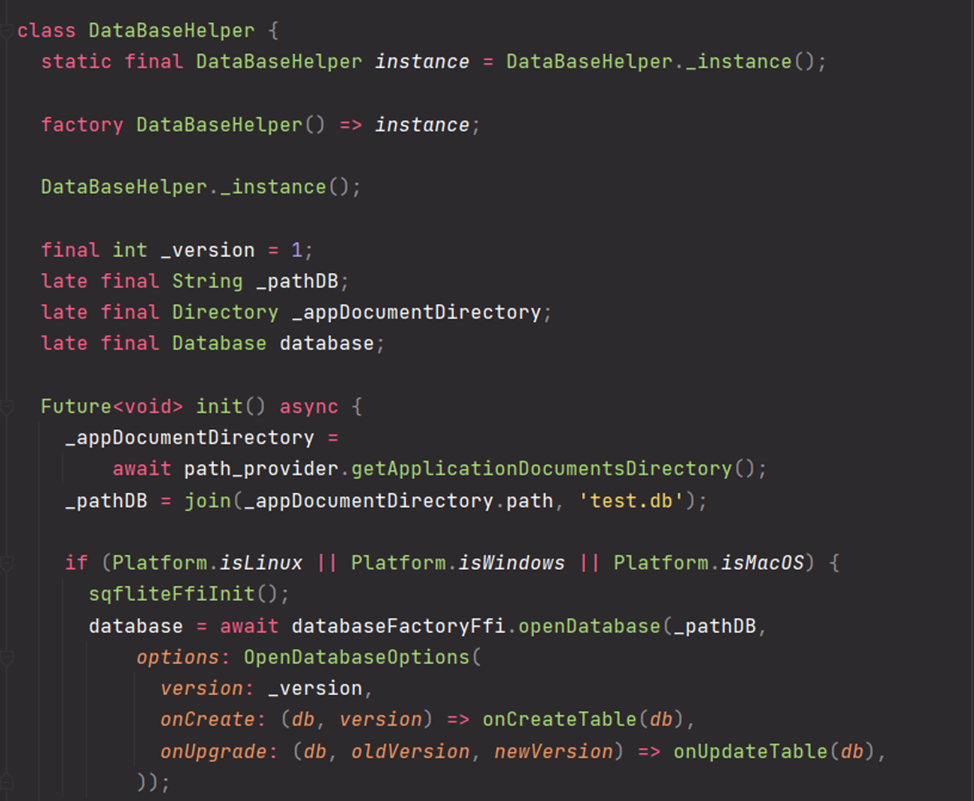 class DataBaseHelper {
static final DataBaseHelper instance = DataBaseHelper._instance();
factory DataBaseHelper() => instance;
DataBaseHelper._instance();
final int _version = 1;
late final String _pathDB;
late final Directory _appDocumentDirectory;
late final Database database;
Future<void> init() async {
_appDocumentDirectory =
await path_provider.getApplicationDocumentsDirectory();
_pathDB = join(_appDocumentDirectory.path, 'test.db');
if (Platform.isLinux || Platform.isWindows || Platform.isMacOS) {
sqfliteFfiInit();
database = await databaseFactoryFfi.openDatabase(_pathDB,
options: OpenDatabaseOptions(
version: _version,
onCreate: (db, version) => onCreateTable(db),
onUpgrade: (db, oldVersion, newVersion) => onUpdateTable(db),
));